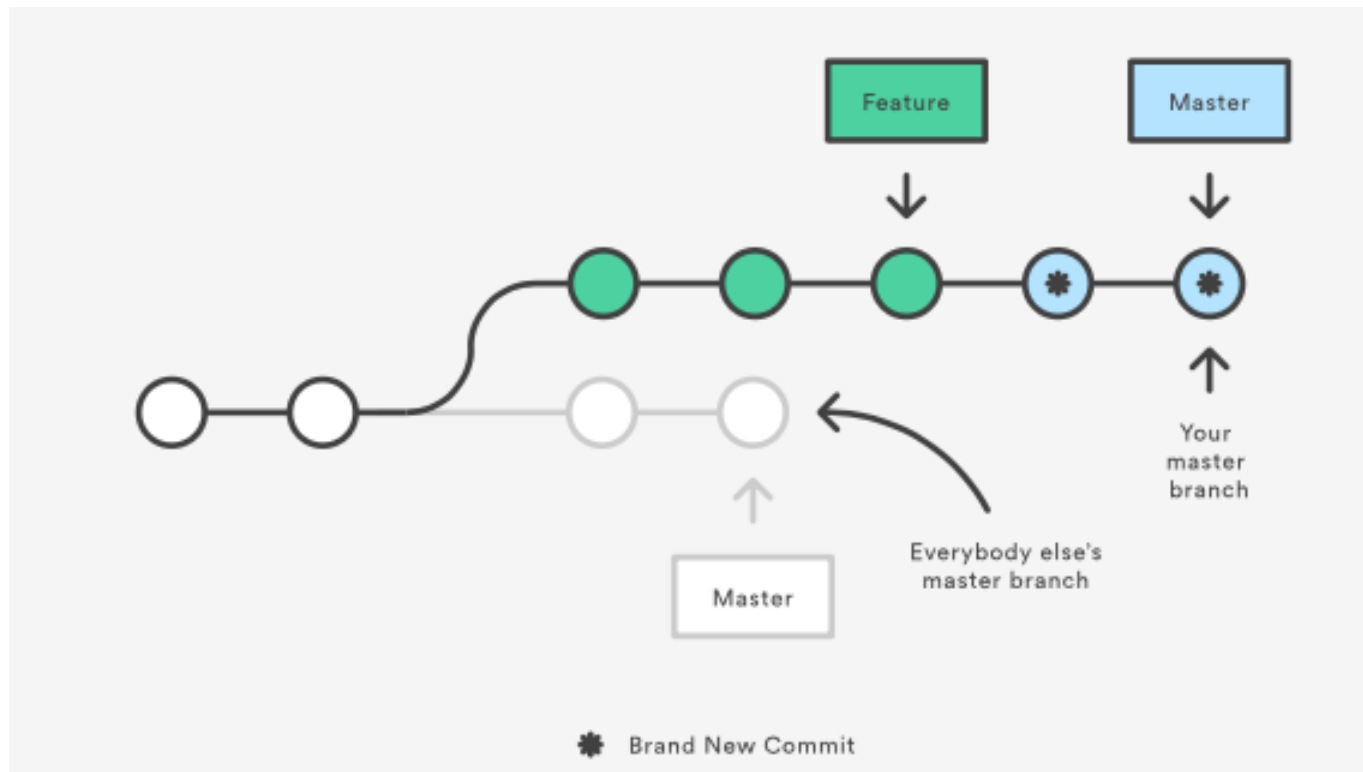 Feature
Master
Your
master
branch
Everybody else's
master branch
Master
Brand New Commit